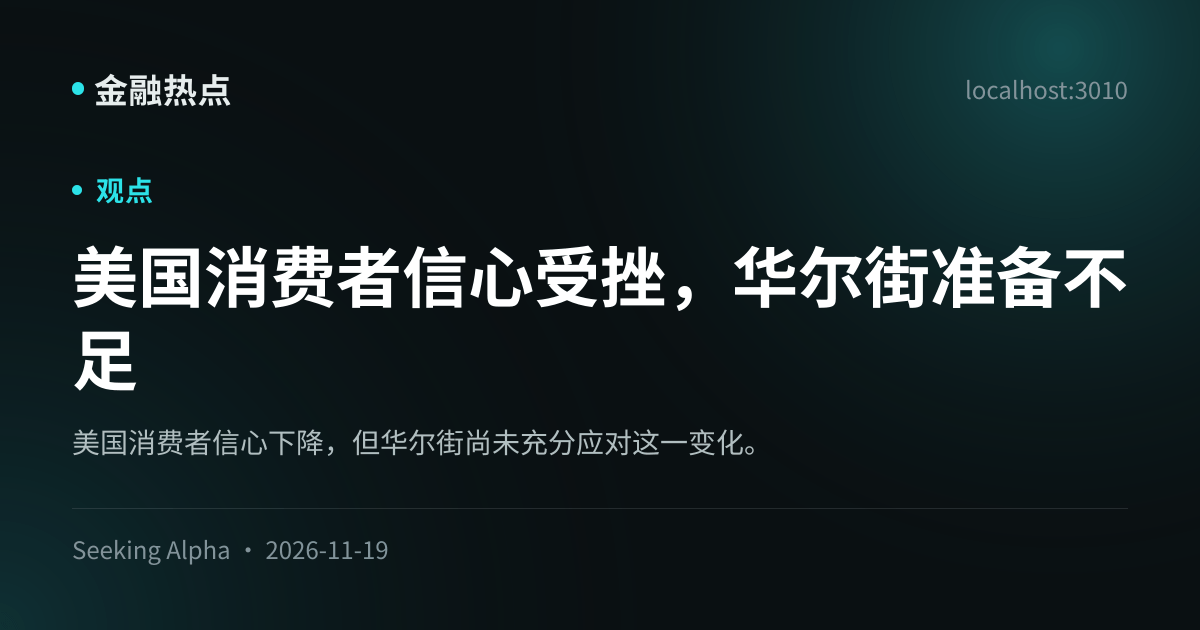 金融热点
localhost:3010
观点
美国消费者信心受挫，华尔街准备不
足
美国消费者信心下降，但华尔街尚未充分应对这一变化。
Seeking Alpha • 2026-11-19